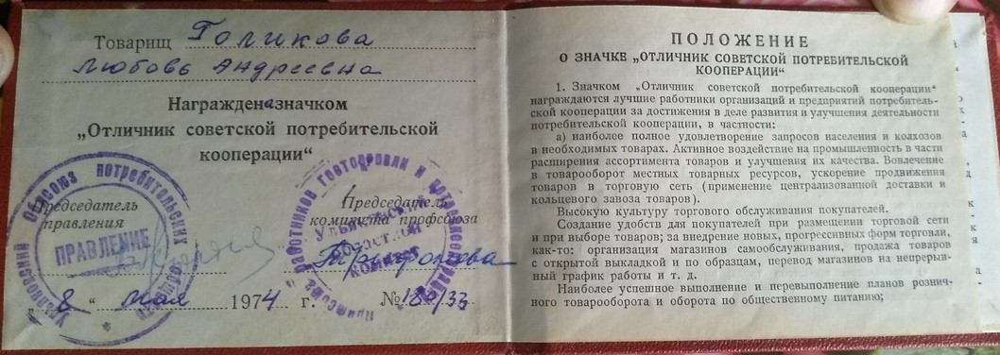 Товарищ Голикова
Любовь Андреевна
Награжденa значком
„Отличник советской потребительской
кооперации“
Председатель
правления
Председатель
комитета профсоюза
ПРАВЛЕНИЕ
Облсоюз потребительских
работников госторговли и
комитет
„8“ мая 1974 г. №186/33
ПОЛОЖЕНИЕ
О ЗНАЧКЕ „ОТЛИЧНИК СОВЕТСКОЙ ПОТРЕБИТЕЛЬСКОЙ
КООПЕРАЦИИ“
1. Значком „Отличник советской потребительской кооперации“
награждаются лучшие работники организаций и предприятий потребитель-
ской кооперации за достижения в деле развития и улучшения деятельности
потребительской кооперации, в частности:
а) наиболее полное удовлетворение запросов населения и колхозов
в необходимых товарах. Активное воздействие на промышленность в части
расширения ассортимента товаров и улучшения их качества. Вовлечение
в товарооборот местных товарных ресурсов, ускорение продвижения
товаров в торговую сеть (применение централизованной доставки и
кольцевого завоза товаров).
Высокую культуру торгового обслуживания покупателей.
Создание удобств для покупателей при размещении торговой сети
и при выборе товаров; за внедрение новых, прогрессивных форм торговли,
как-то: организация магазинов самообслуживания, продажа товаров
с открытой выкладкой и по образцам, перевод магазинов на непрерыв-
ный график работы и т. д.
Наиболее успешное выполнение и перевыполнение планов рознич-
ного товарооборота и оборота по общественному питанию;